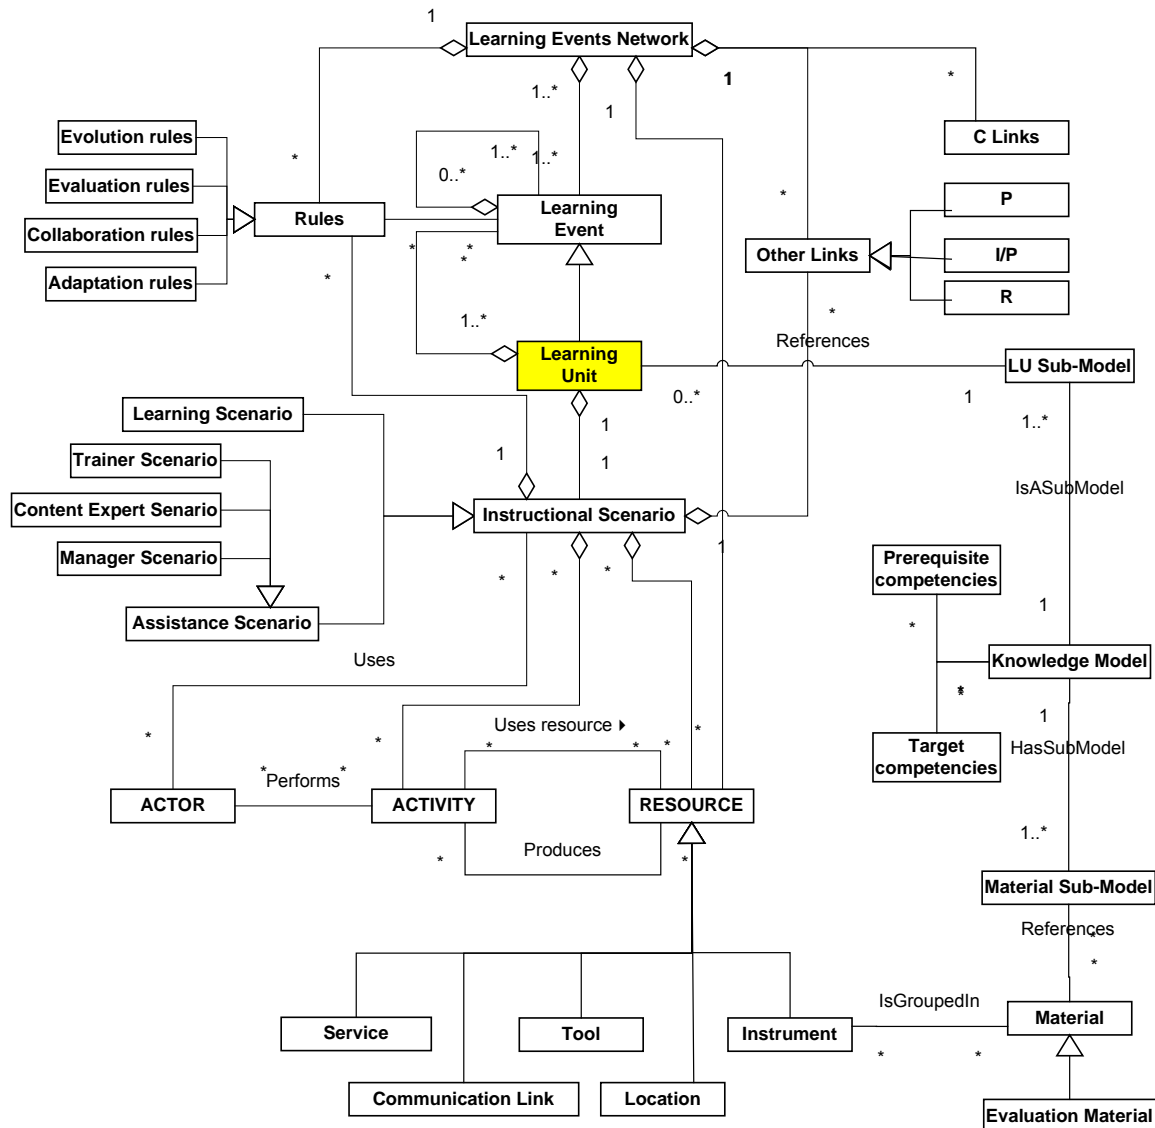 1
Learning Events Network
1..*
1
1
*
Evolution rules
C Links
1..*
1..*
*
0..*
Evaluation rules
*
P
Rules
Learning
Event
Collaboration rules
*
*
*
Other Links
I/P
Adaptation rules
*
R
1..*
*
References
Learning
Unit
LU Sub-Model
0..*
1
Learning Scenario
1
1..*
Trainer Scenario
1
1
IsASubModel
Content Expert Senario
Instructional Scenario
Manager Scenario
1
*
*
*
Prerequisite
competencies
Assistance Scenario
1
*
Uses
Knowledge Model
*
*
1
Uses resource
*
*
*
*
*
*
Target
competencies
HasSubModel
*
Performs
*
ACTOR
ACTIVITY
RESOURCE
1..*
Produces
*
*
Material Sub-Model
References
*
*
IsGroupedIn
Service
Tool
Instrument
Material
*
*
Communication Link
Location
Evaluation Material